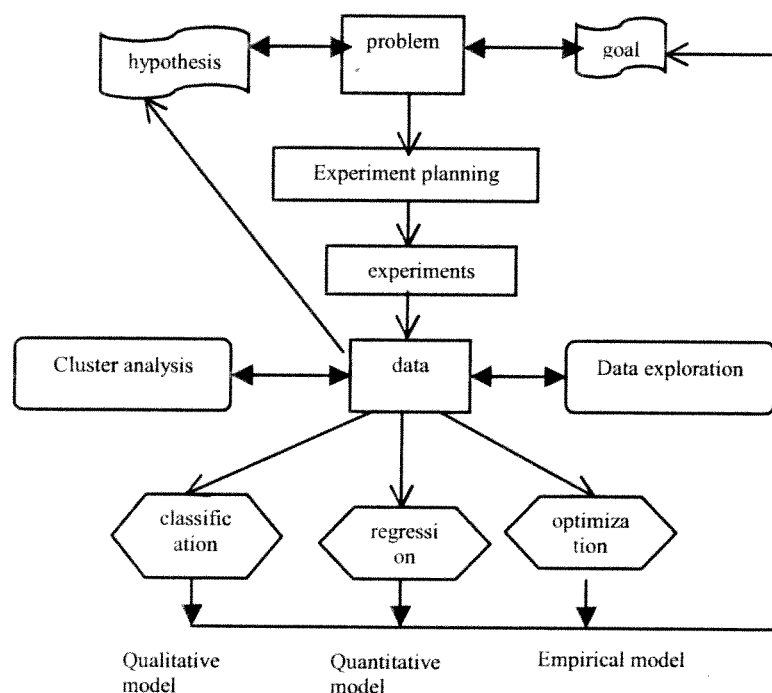 hypothesis
problem
goal
Experiment planning
experiments
Cluster analysis
data
Data exploration
classific
ation
regressi
on
optimiza
tion
Qualitative
model
Quantitative
model
Empirical model